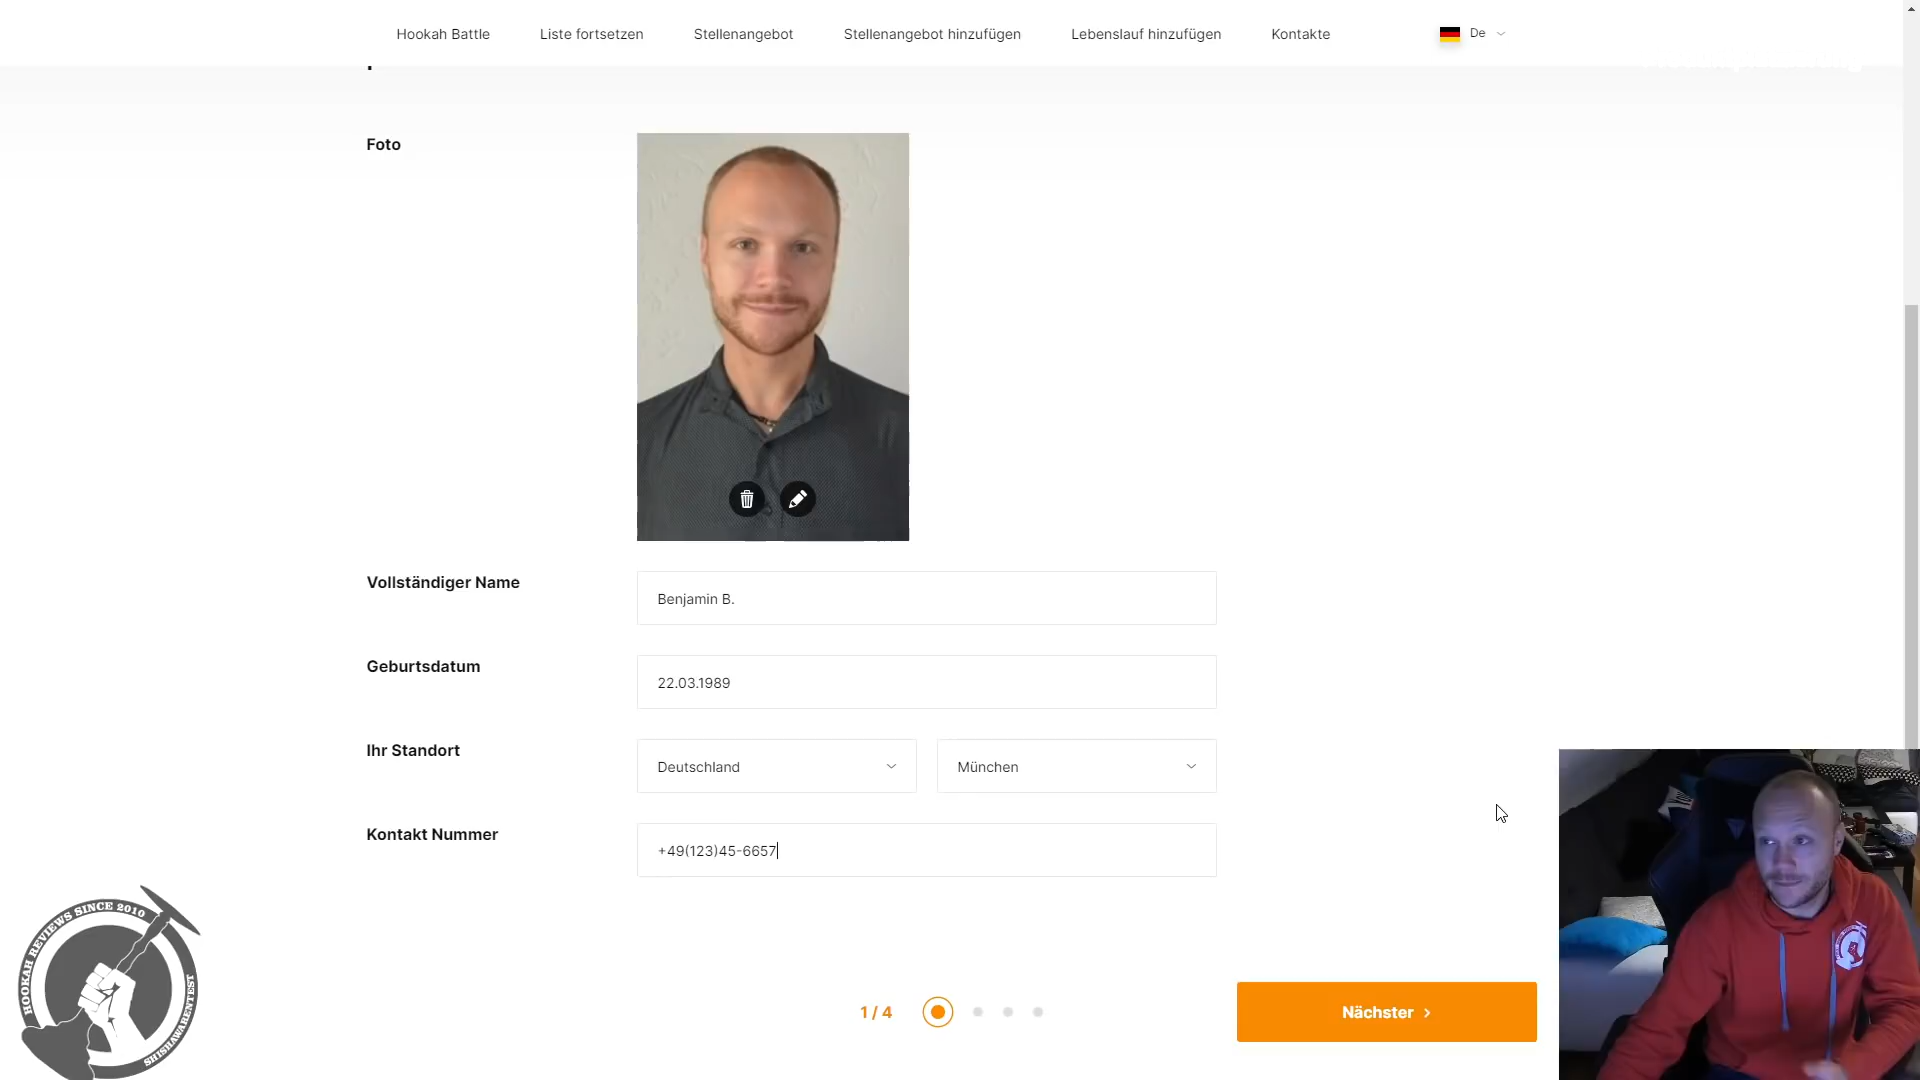 Hookah Battle Liste fortsetzen Stellenangebot Stellenangebot hinzufügen Lebenslauf hinzufügen Kontakte De
Foto
Vollständiger Name Benjamin B.
Geburtsdatum 22.03.1989
Ihr Standort Deutschland München
Kontakt Nummer +49(123)45-6657
HOOKAH REVIEWS SINCE 2010
SHISHAWARENTEST
1 / 4 Nächster